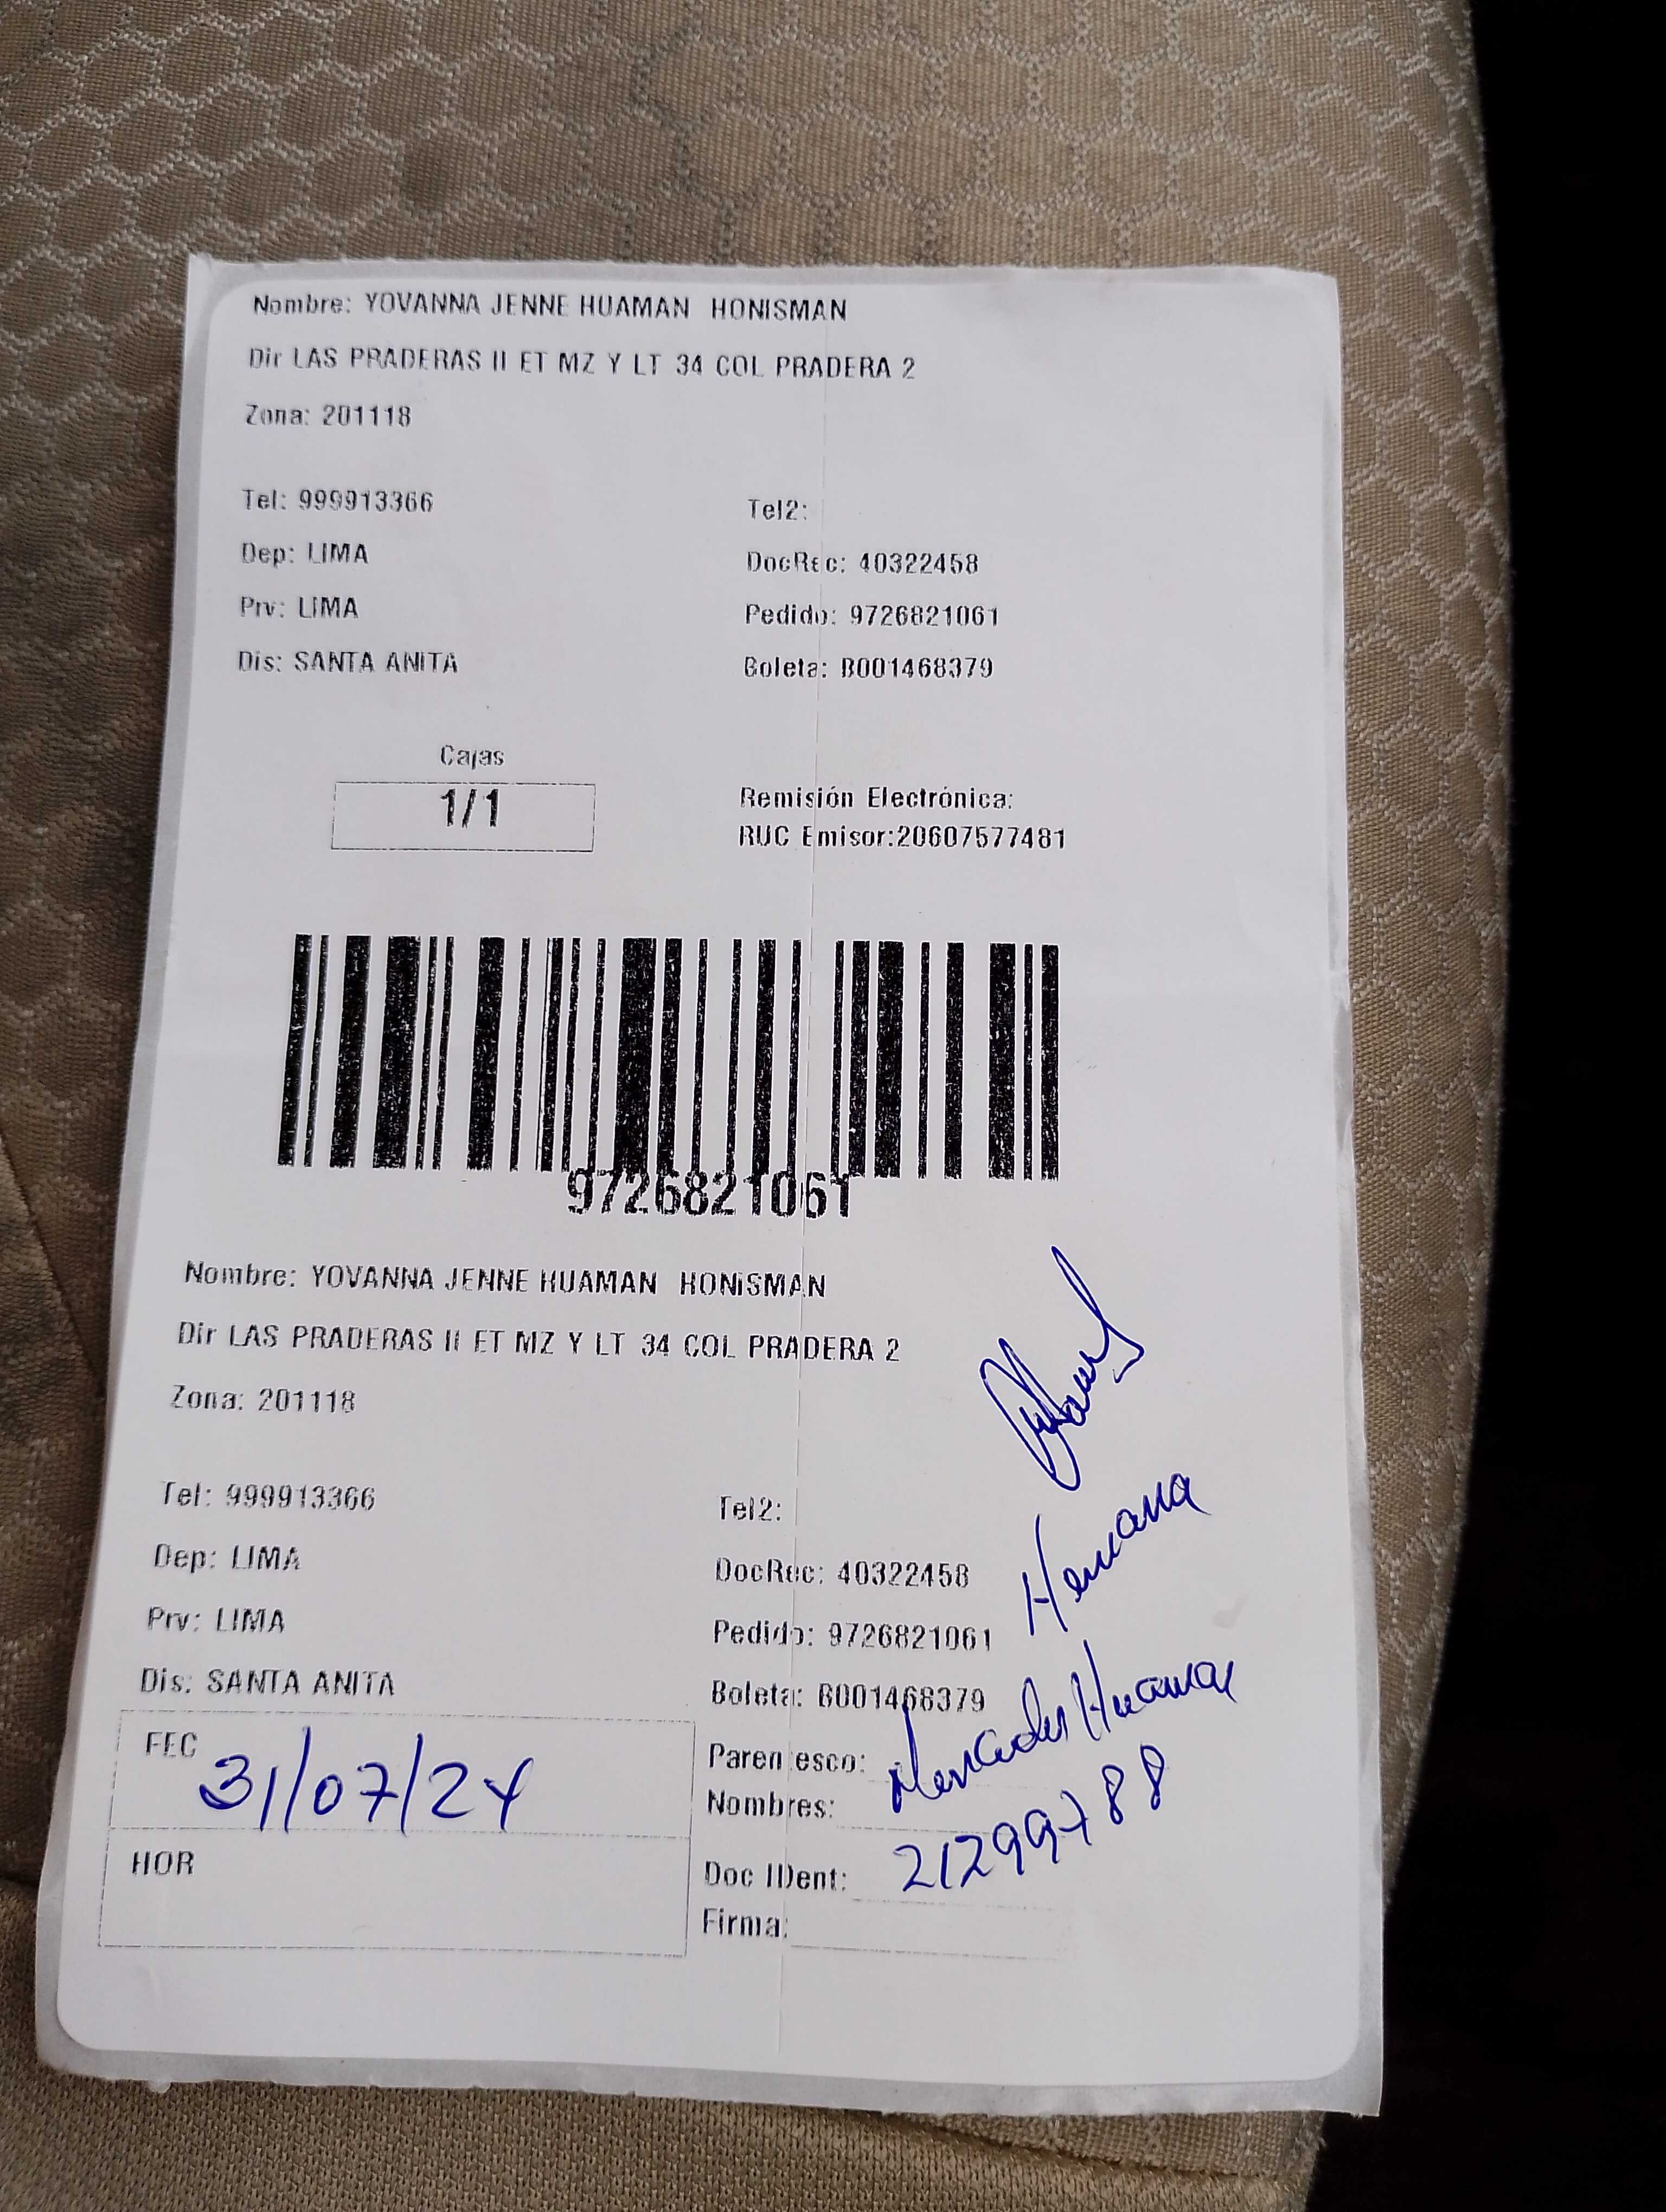 Nombre: YOVANNA JENNE HUAMAN HONISMAN
Dir LAS PRADERAS II ET MZ Y LT 34 COL PRADERA 2
Zona: 201118
Tel: 999913366 Tel2:
Dep: LIMA DocRec: 40322458
Prv: LIMA Pedido: 9726821061
Dis: SANTA ANITA Boleta: B001468379
Cajas
1/1
Remisión Electrónica:
RUC Emisor:20607577481
9726821061
Nombre: YOVANNA JENNE HUAMAN HONISMAN
Dir LAS PRADERAS II ET MZ Y LT 34 COL PRADERA 2
Zona: 201118
Tel: 999913366 Tel2:
Dep: LIMA DocRec: 40322458
Prv: LIMA Pedido: 9726821061
Dis: SANTA ANITA Boleta: B001468379
Hermana
FEC 31/07/24
Parentesco:
Nombres: Mercedes Huaman
HOR
Doc IDent: 21299788
Firma: